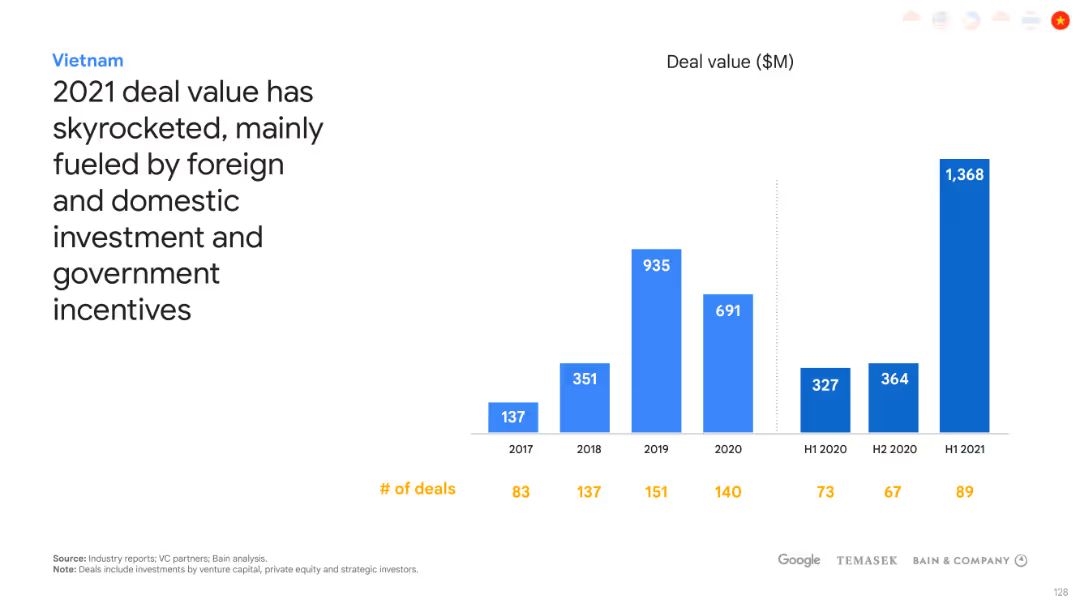 Vietnam
2021 deal value has
skyrocketed, mainly
fueled by foreign
and domestic
investment and
government
incentives
Deal value ($M)
137
351
935
691
327
364
1,368
2017
2018
2019
2020
H1 2020
H2 2020
H1 2021
# of deals
83
137
151
140
73
67
89
Source: Industry reports; VC partners; Bain analysis.
Note: Deals include investments by venture capital, private equity and strategic investors.
Google
TEMASEK
BAIN & COMPANY
128